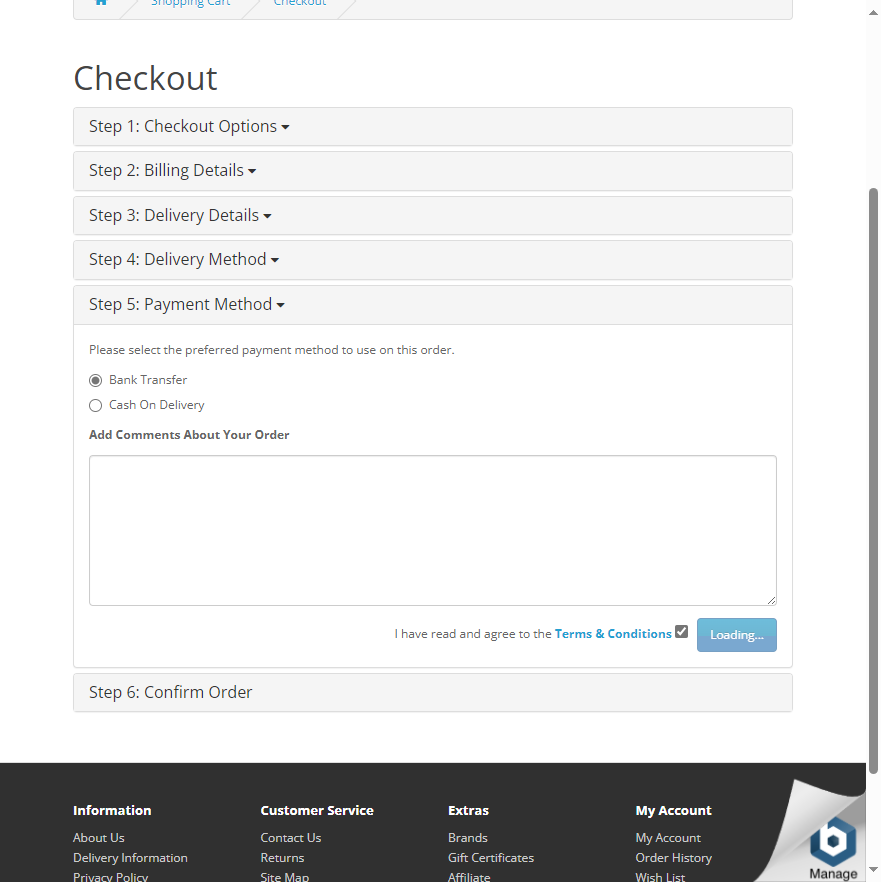 Shopping Cart
Checkout
Checkout
Step 1: Checkout Options
Step 2: Billing Details
Step 3: Delivery Details
Step 4: Delivery Method
Step 5: Payment Method
Please select the preferred payment method to use on this order.
Bank Transfer
Cash On Delivery
Add Comments About Your Order
I have read and agree to the Terms & Conditions
Loading...
Step 6: Confirm Order
Information
Customer Service
Extras
My Account
About Us
Contact Us
Brands
My Account
Delivery Information
Returns
Gift Certificates
Order History
Privacy Policy
Site Map
Affiliate
Wish List
b
Manage